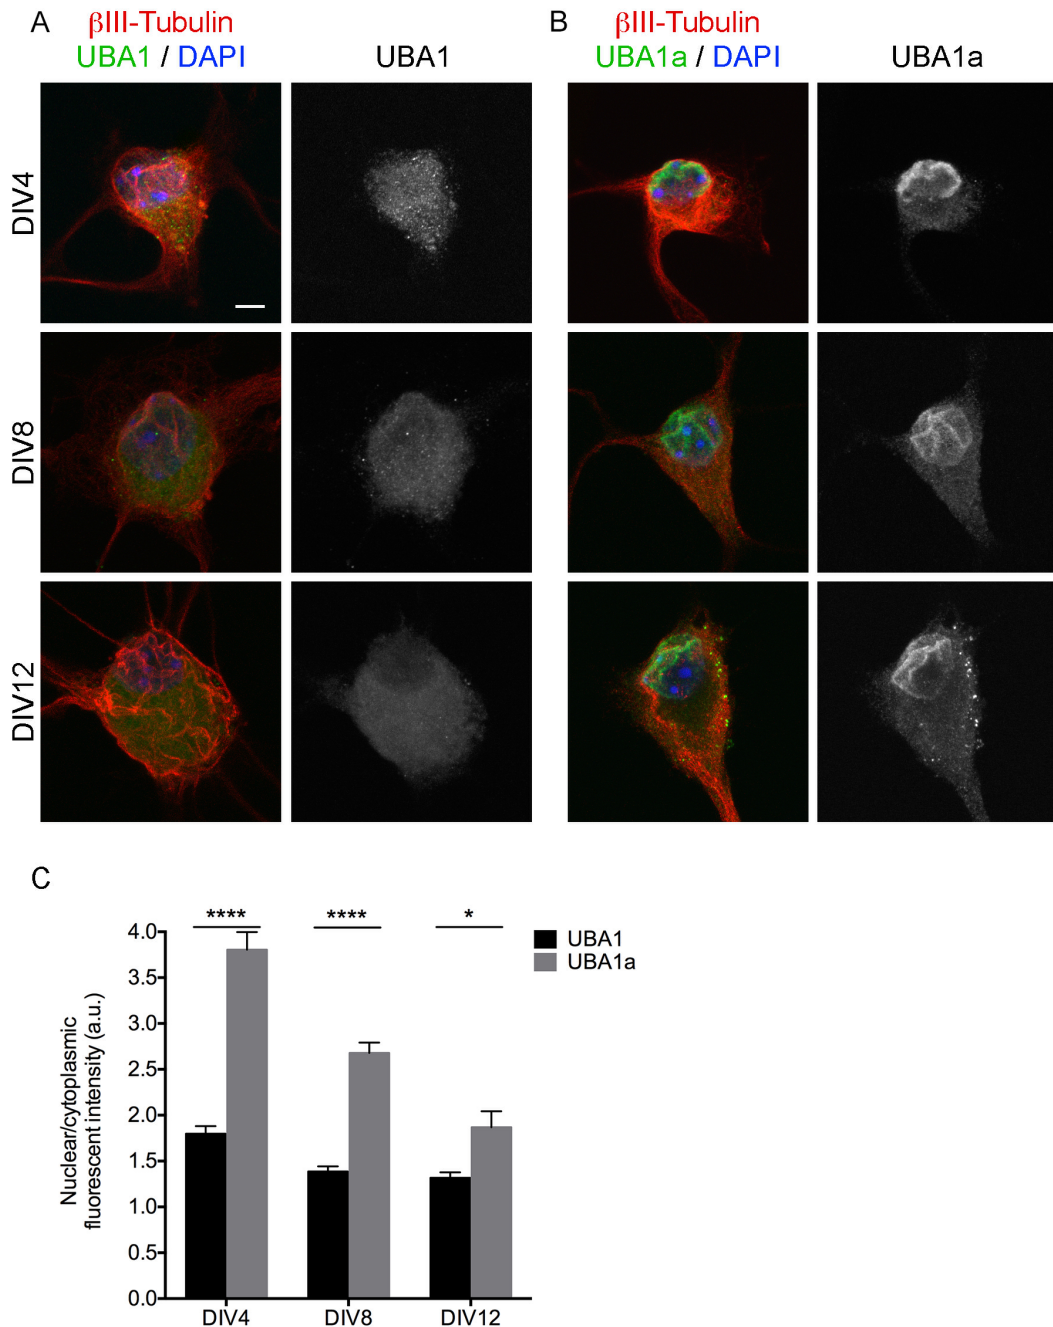 A
βIII-Tubulin
UBA1 / DAPI
UBA1
B
βIII-Tubulin
UBA1a / DAPI
UBA1a
DIV4
DIV8
DIV12
C
****
****
*
UBA1
UBA1a
Nuclear/cytoplasmic
fluorescent intensity (a.u.)
4.0
3.5
3.0
2.5
2.0
1.5
1.0
0.5
0.0
DIV4
DIV8
DIV12